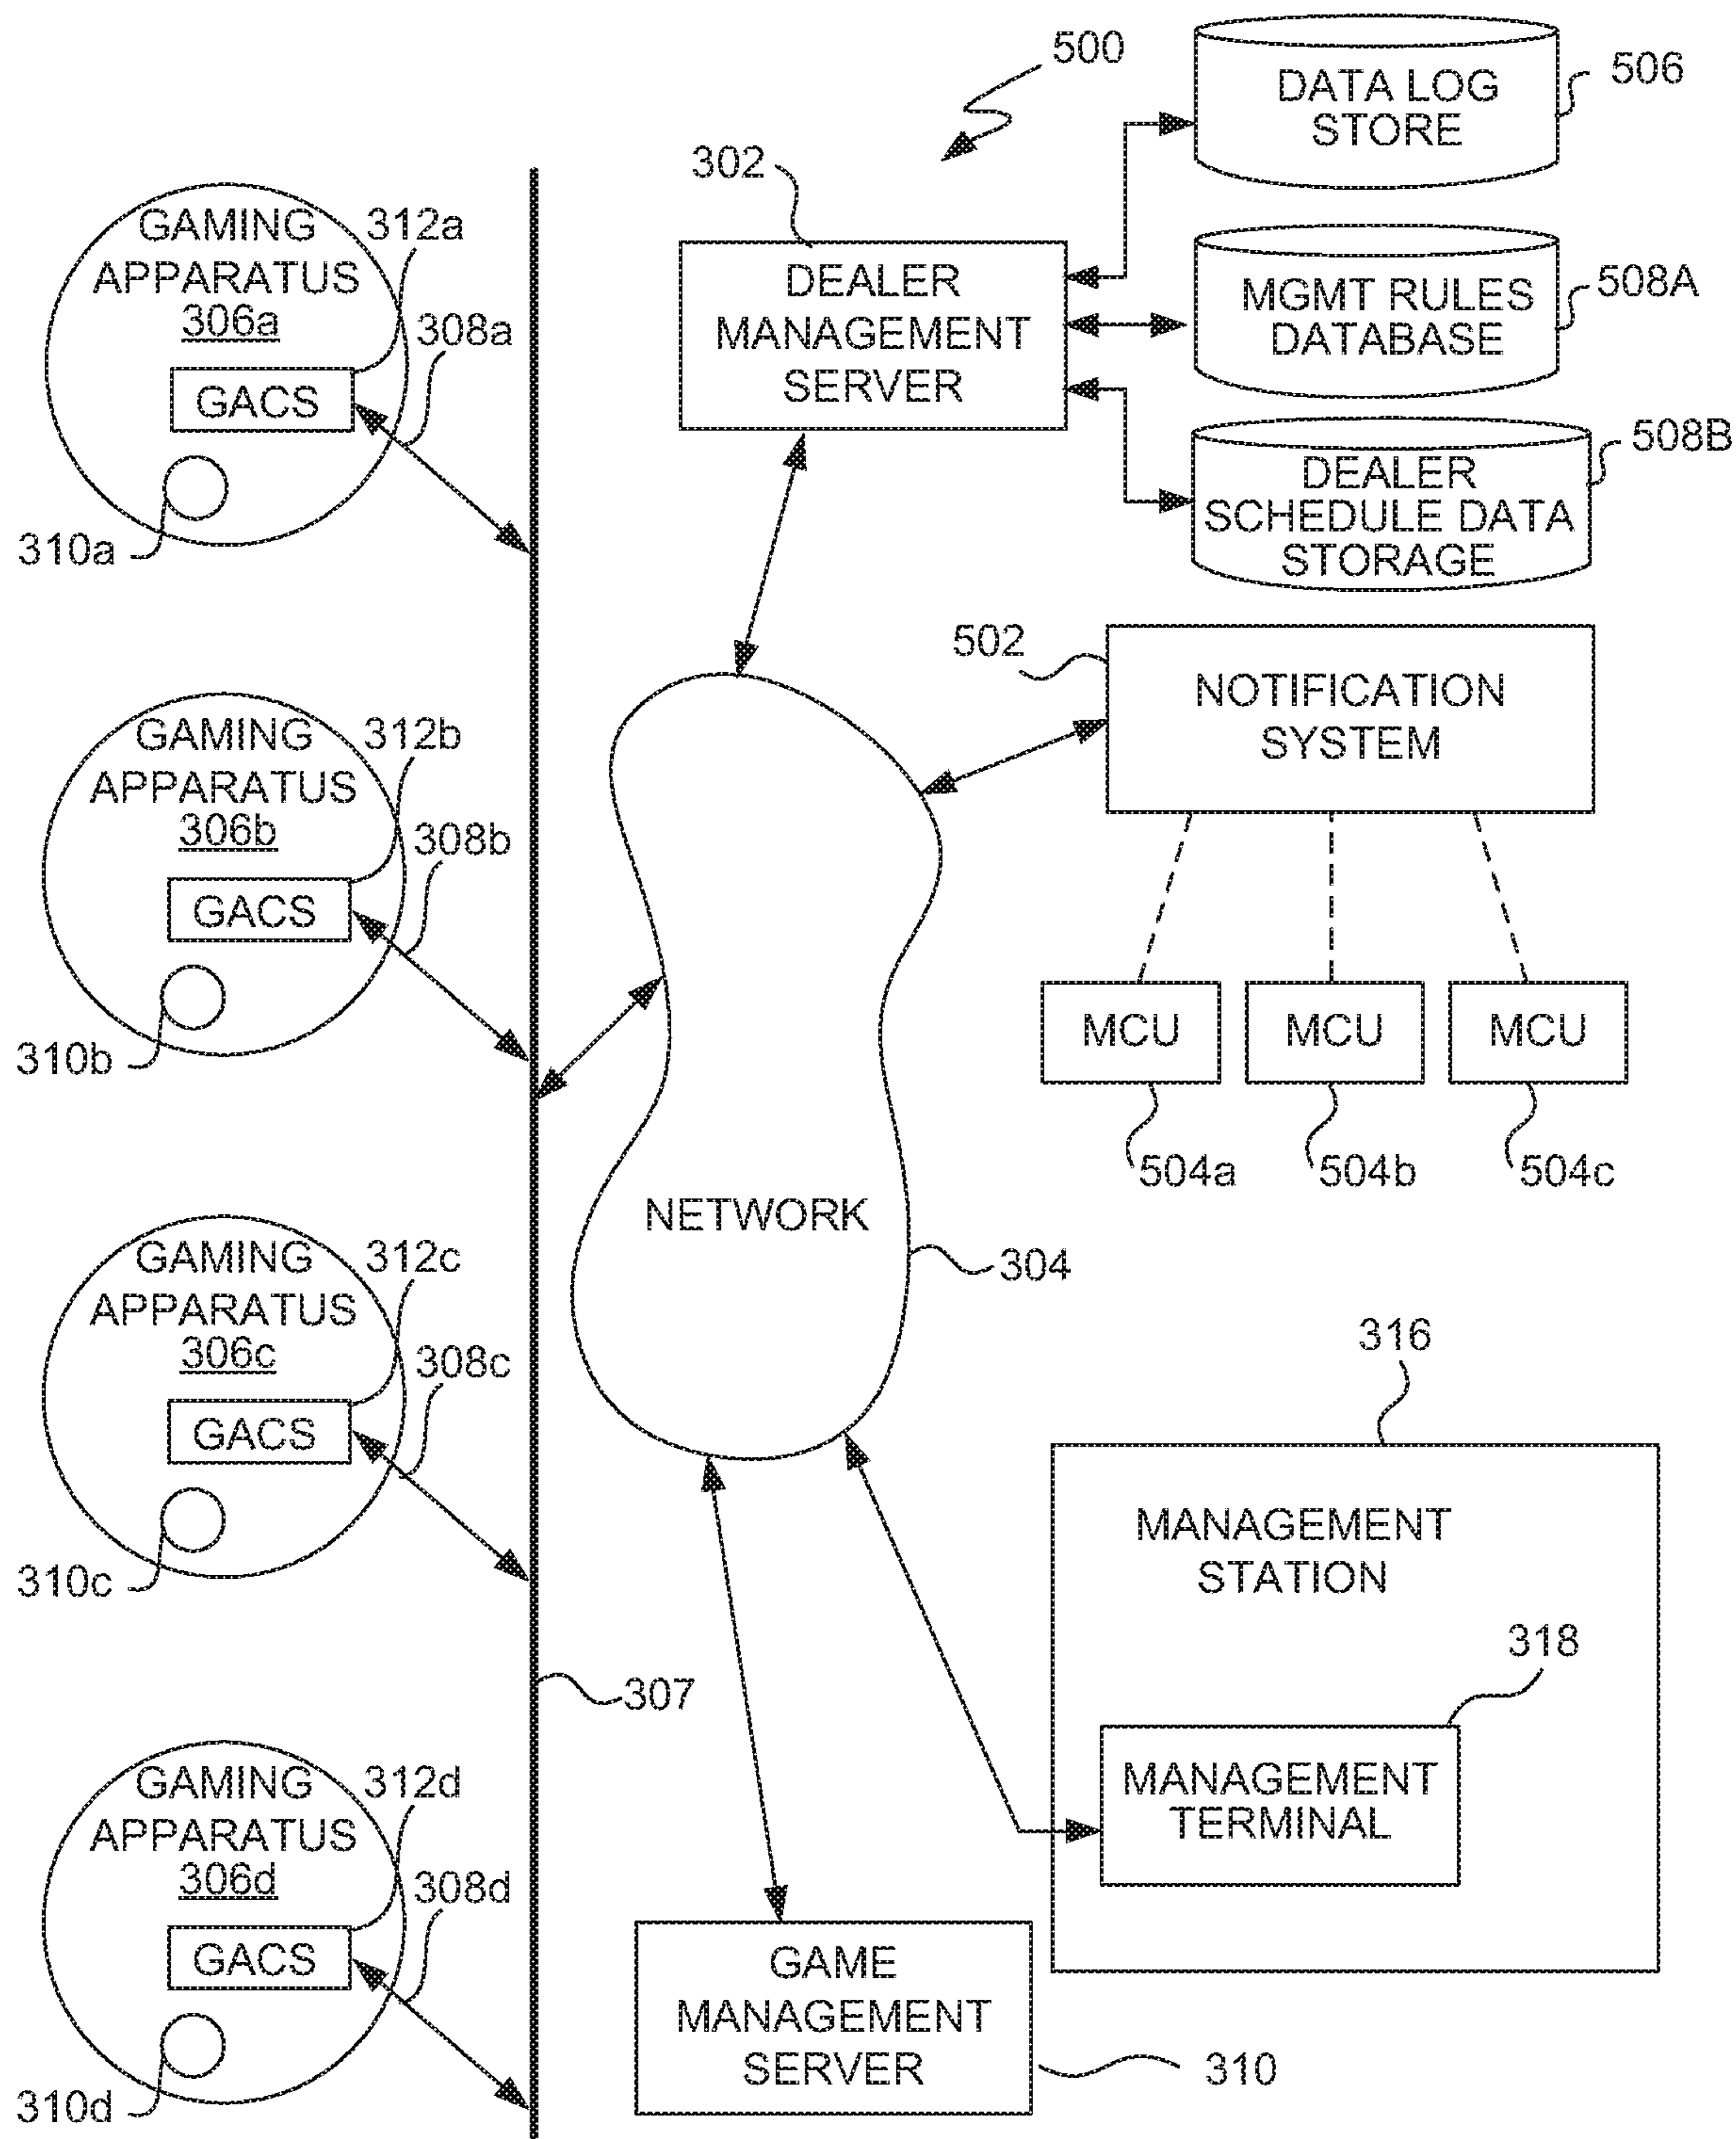 500
DATA LOG
STORE
506
302
DEALER
MANAGEMENT
SERVER
MGMT RULES
DATABASE
508A
DEALER
SCHEDULE DATA
STORAGE
508B
GAMING
APPARATUS
306a
312a
308a
GACS
310a
502
NOTIFICATION
SYSTEM
GAMING
APPARATUS
306b
312b
308b
GACS
310b
MCU
MCU
MCU
504a
504b
504c
NETWORK
304
GAMING
APPARATUS
306c
312c
308c
GACS
310c
316
MANAGEMENT
STATION
318
MANAGEMENT
TERMINAL
307
GAMING
APPARATUS
306d
312d
308d
GACS
310d
GAME
MANAGEMENT
SERVER
310